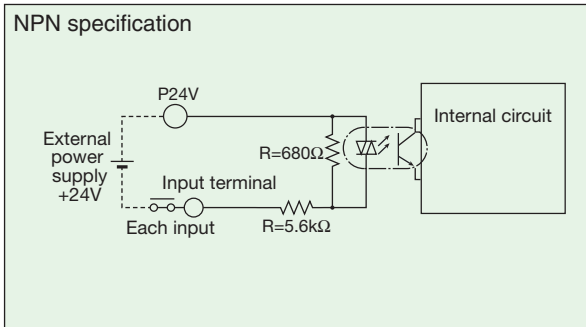 NPN specification
P24V
Internal circuit
External
power
supply
+24V
R=680Ω
Input terminal
Each input
R=5.6kΩ